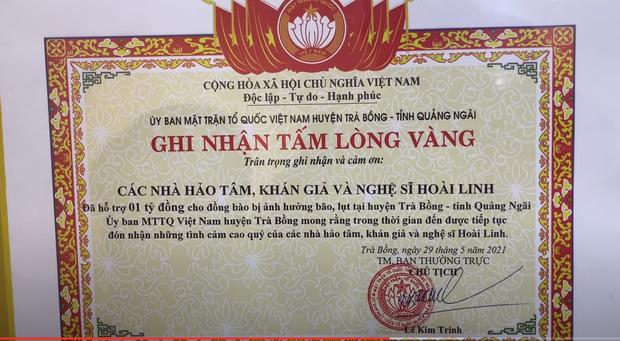 MẶT TRẬN TỔ QUỐC
VIỆT NAM
CỘNG HÒA XÃ HỘI CHỦ NGHĨA VIỆT NAM
Độc lập - Tự do - Hạnh phúc
ỦY BAN MẶT TRẬN TỔ QUỐC VIỆT NAM HUYỆN TRÀ BỒNG - TỈNH QUẢNG NGÃI
GHI NHẬN TẤM LÒNG VÀNG
Trân trọng ghi nhận và cảm ơn:
CÁC NHÀ HẢO TÂM, KHÁN GIẢ VÀ NGHỆ SĨ HOÀI LINH
Đã hỗ trợ 01 tỷ đồng cho đồng bào bị ảnh hưởng bão, lụt tại huyện Trà Bồng - tỉnh Quảng Ngãi
Ủy ban MTTQ Việt Nam huyện Trà Bồng mong rằng trong thời gian đến được tiếp tục
đón nhận những tình cảm cao quý của các nhà hảo tâm, khán giả và nghệ sĩ Hoài Linh.
Trà Bồng, ngày 29 tháng 5 năm 2021
TM. BAN THƯỜNG TRỰC
CHỦ TỊCH
Lê Kim Trinh